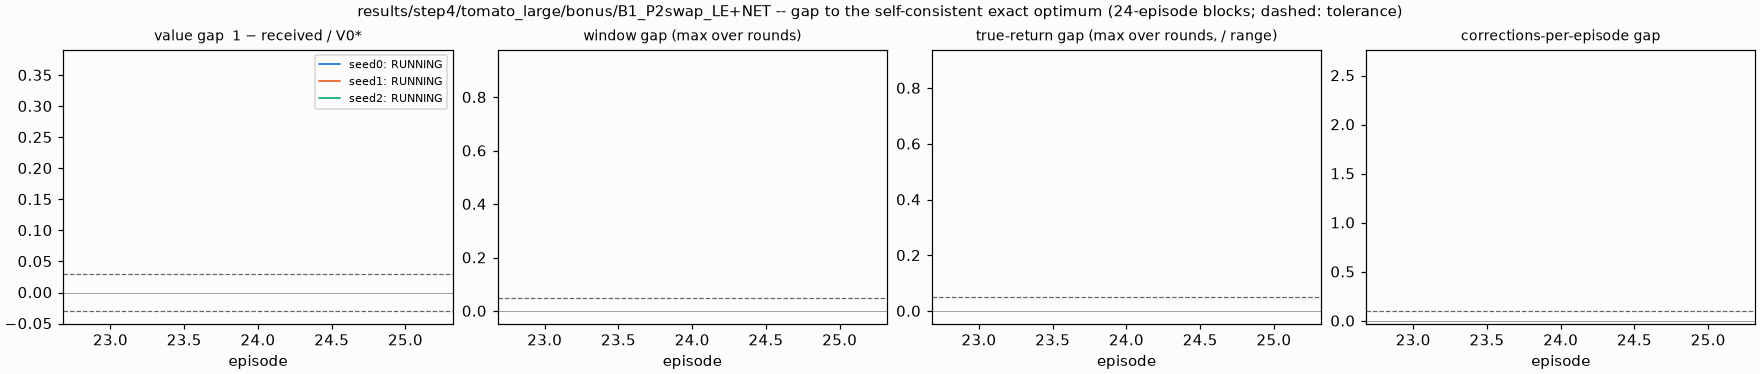 results/step4/tomato_large/bonus/B1_P2swap_LE+NET -- gap to the self-consistent exact optimum (24-episode blocks; dashed: tolerance)
value gap  1 − received / V0*
seed0: RUNNING
seed1: RUNNING
seed2: RUNNING
0.35
0.30
0.25
0.20
0.15
0.10
0.05
0.00
−0.05
23.0 23.5 24.0 24.5 25.0
episode
window gap (max over rounds)
0.8
0.6
0.4
0.2
0.0
23.0 23.5 24.0 24.5 25.0
episode
true-return gap (max over rounds, / range)
0.8
0.6
0.4
0.2
0.0
23.0 23.5 24.0 24.5 25.0
episode
corrections-per-episode gap
2.5
2.0
1.5
1.0
0.5
0.0
23.0 23.5 24.0 24.5 25.0
episode